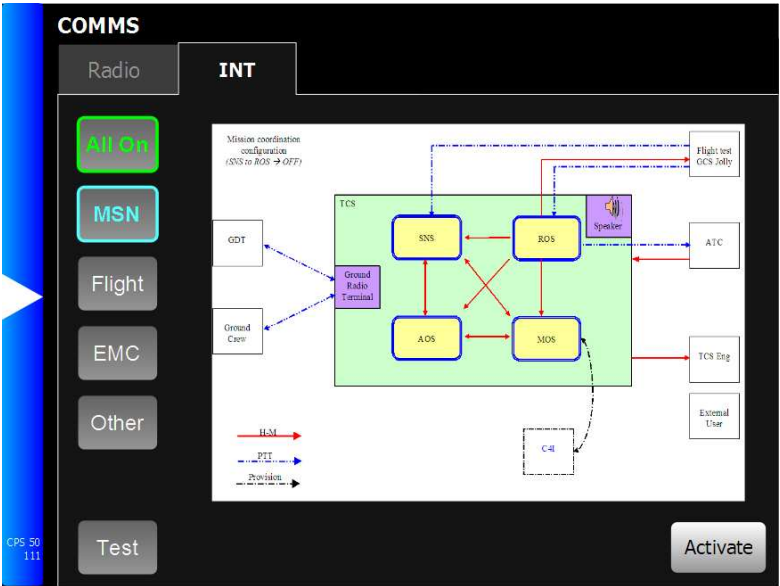 COMMS
Radio
INT
All On
MSN
Flight
EMC
Other
Test
CPS 50
111
Mission coordination
configuration
(SNS to ROS → OFF)
Flight test
GCS Jolly
TCS
Speaker
SNS
ROS
ATC
GDT
Ground
Radio
Terminal
Ground
Crew
AOS
MOS
TCS Eng
External
User
C4I
H-M
PTT
Provision
Activate